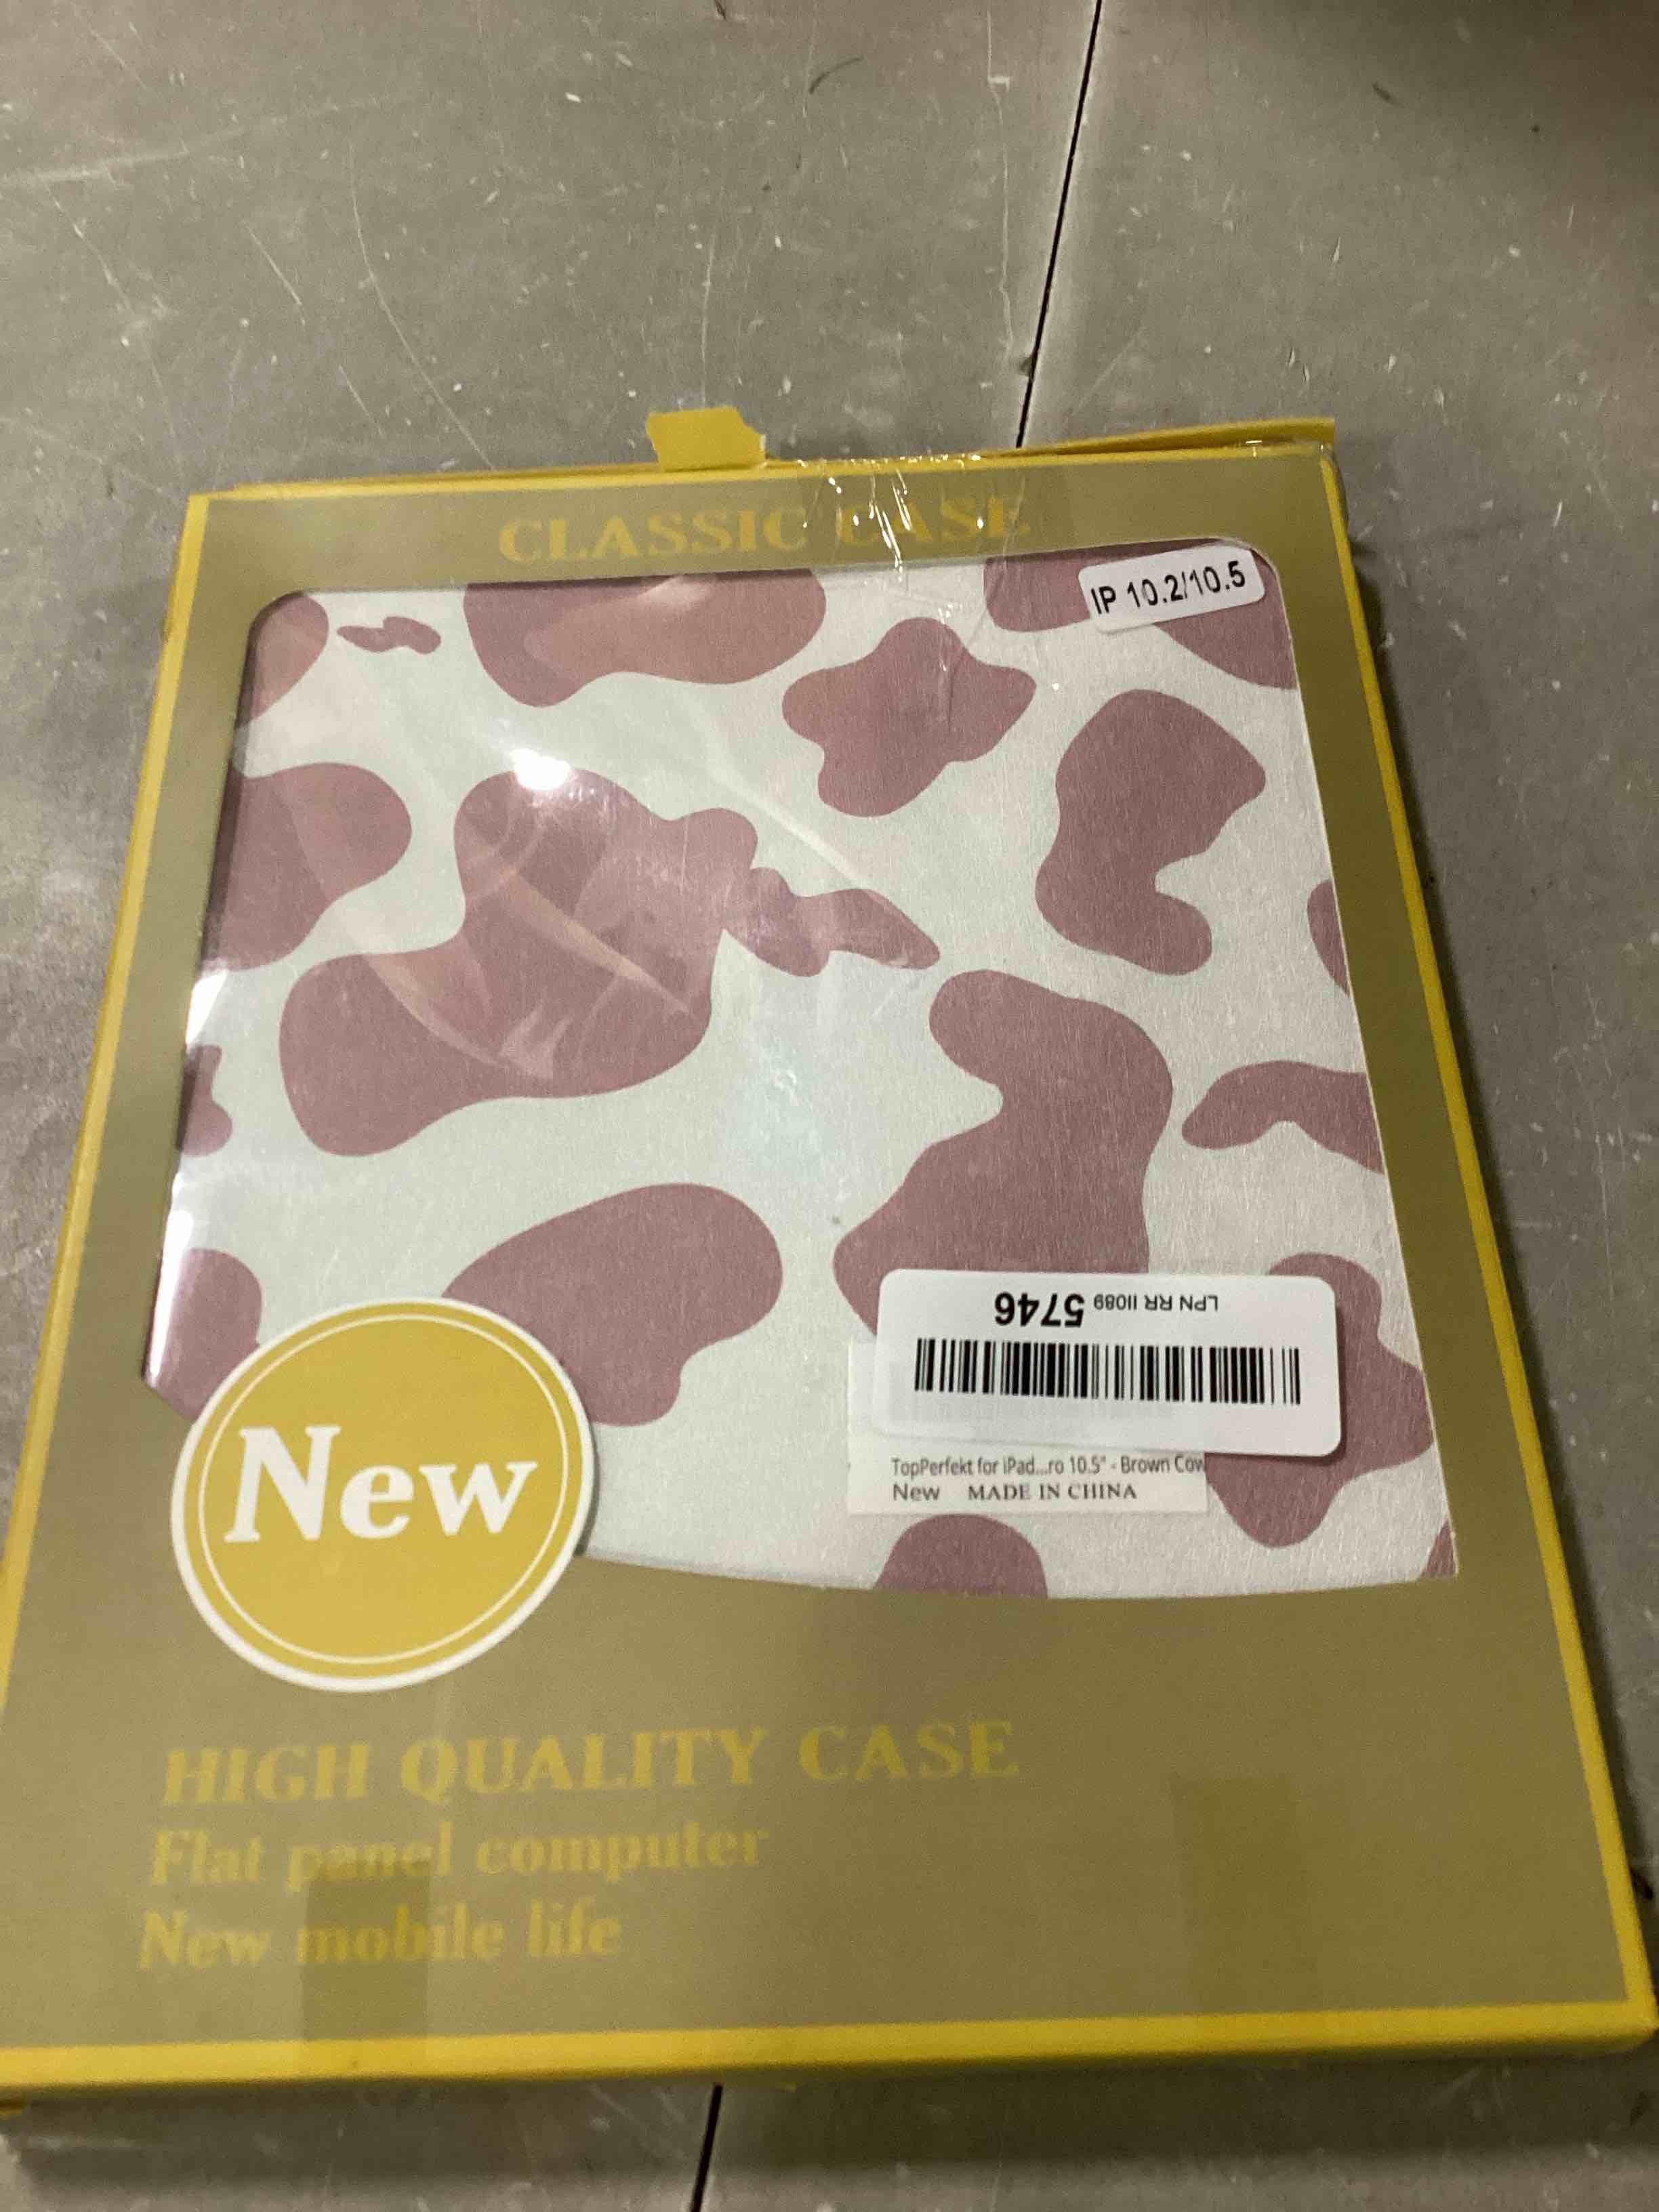 CLASSIC CASE
IP 10.2/10.5
LPN RR II089 5746
TopPerfekt for iPad...ro 10.5" - Brown Cow
New MADE IN CHINA
New
HIGH QUALITY CASE
Flat panel computer
New mobile life